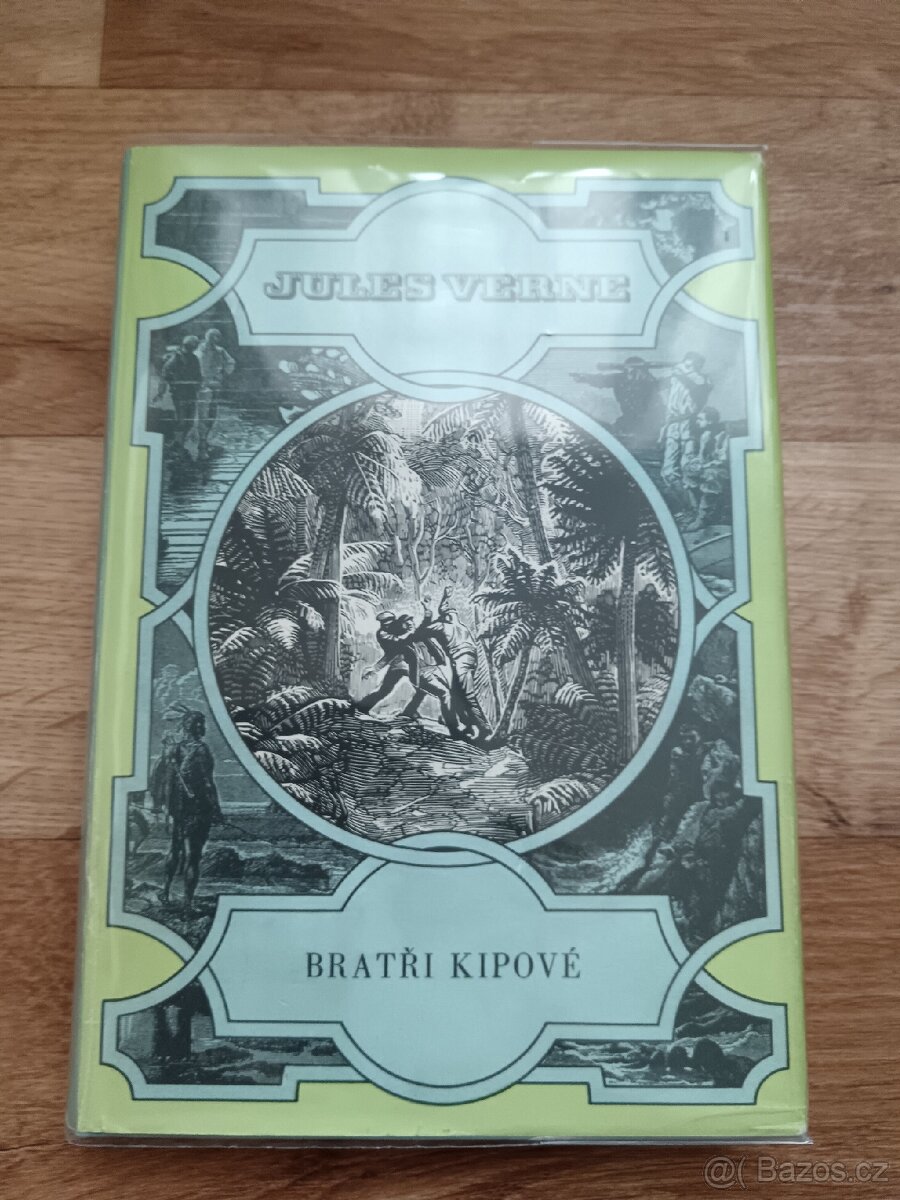 JULES VERNE
BRATŘI KIPOVÉ
@( Bazos.cz